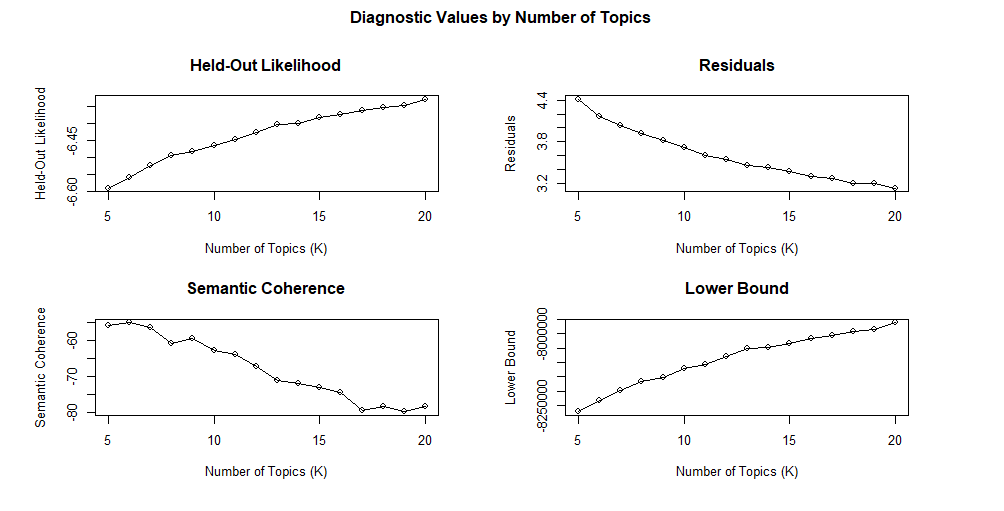 Diagnostic Values by Number of Topics
Held-Out Likelihood
Held-Out Likelihood
-6.45
-6.60
5 10 15 20
Number of Topics (K)
Residuals
Residuals
4.4
3.8
3.2
5 10 15 20
Number of Topics (K)
Semantic Coherence
Semantic Coherence
-60
-70
-80
5 10 15 20
Number of Topics (K)
Lower Bound
Lower Bound
-8000000
-8250000
5 10 15 20
Number of Topics (K)